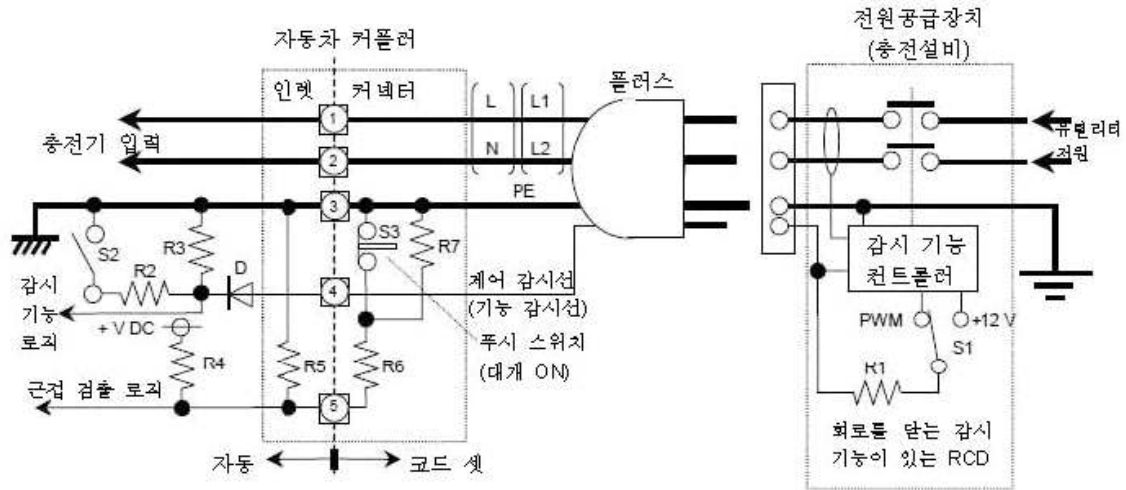 전원공급장치
(충전설비)
자동차 커플러
인렛 커넥터
플러스
L L1
N L2
PE
1
2
3
4
5
충전기 입력
유틸리티
전원
S2
R3
R2
D
S3
R7
감시
기능
로직
+ V DC
R4
R5
R6
제어 감시선
(기능 감시선)
푸시 스위치
(대개 ON)
근접 검출 로직
감시 기능
컨트롤러
PWM
+12 V
S1
R1
회로를 닫는 감시
기능이 있는 RCD
자동
코드 셋